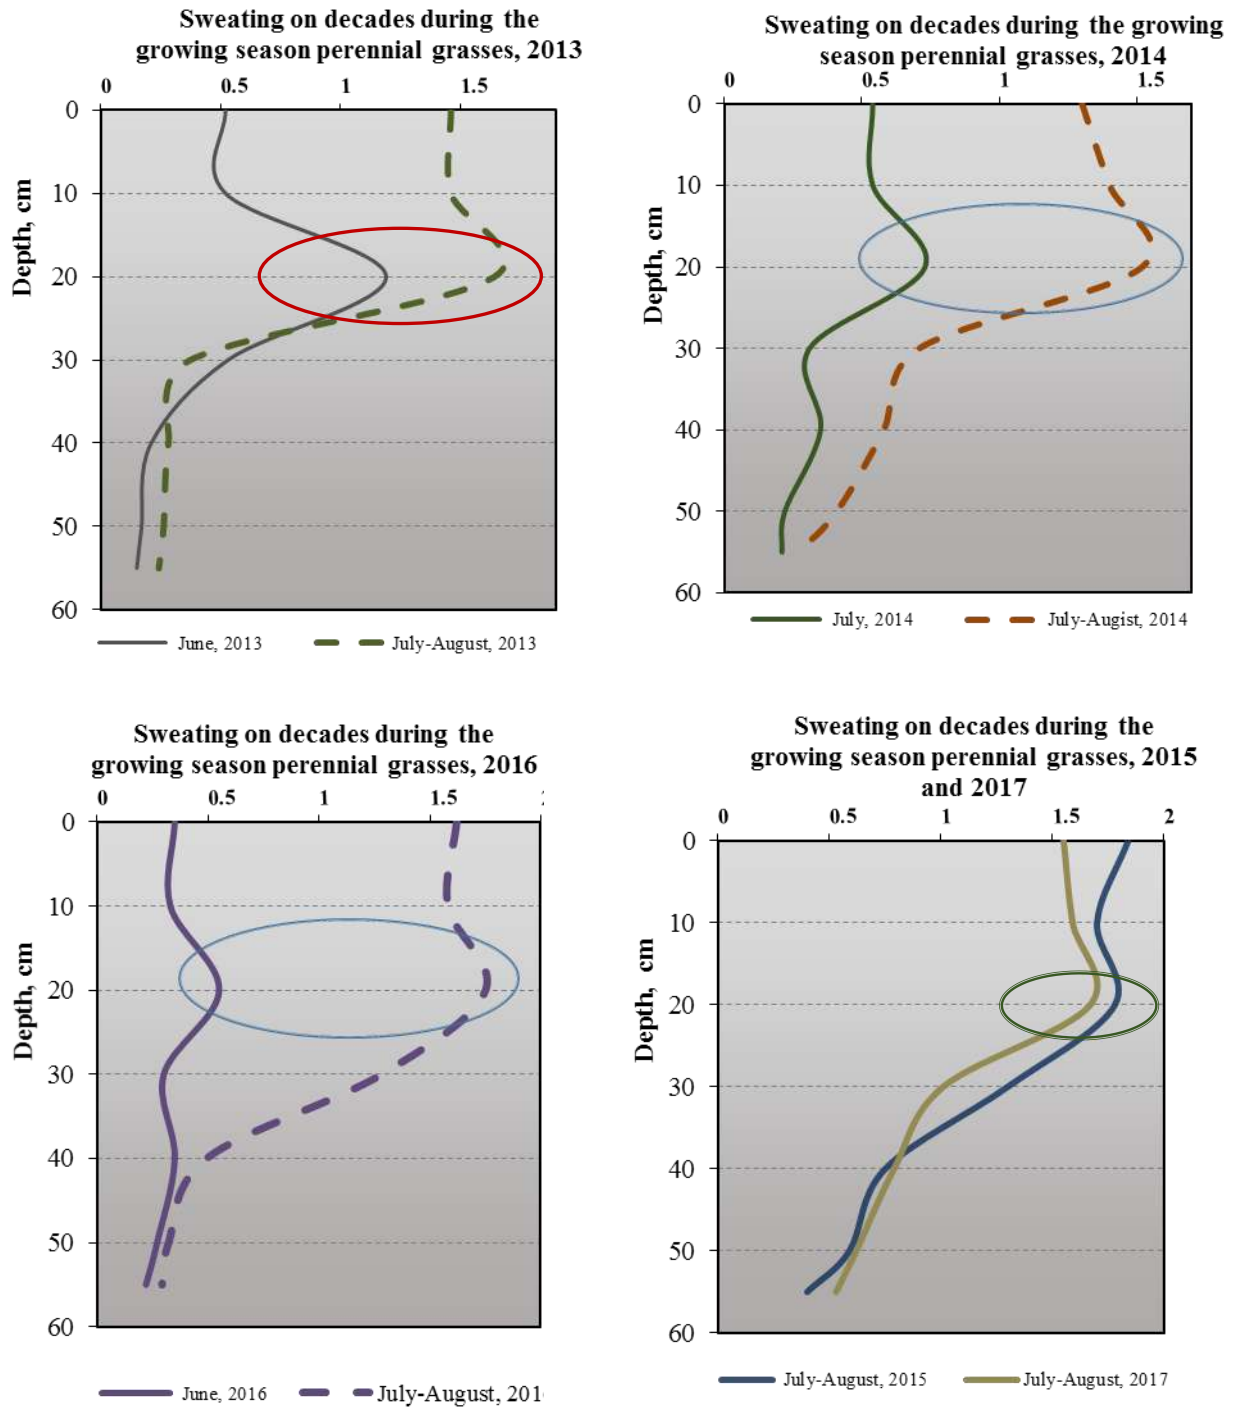 Sweating on decades during the
growing season perennial grasses, 2013
0 0.5 1 1.5
0
10
20
30
40
50
60
Depth, cm
June, 2013 July-August, 2013
Sweating on decades during the growing
season perennial grasses, 2014
0 0.5 1 1.5
0
10
20
30
40
50
60
Depth, cm
July, 2014 July-Augist, 2014
Sweating on decades during the
growing season perennial grasses, 2016
0 0.5 1 1.5
0
10
20
30
40
50
60
Depth, cm
June, 2016 July-August, 201
Sweating on decades during the
growing season perennial grasses, 2015
and 2017
0 0.5 1 1.5 2
0
10
20
30
40
50
60
Depth, cm
July-August, 2015 July-August, 2017